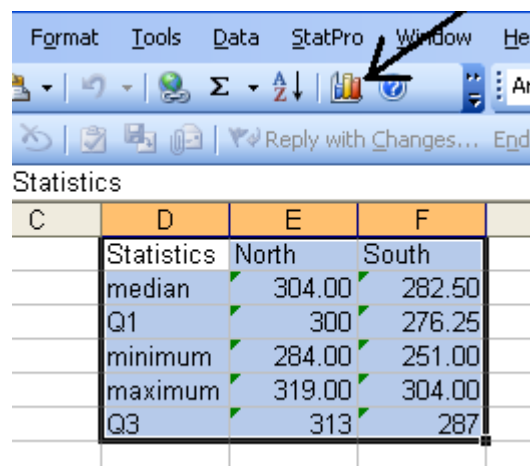 Format Tools Data StatPro Window He
Σ A Z Ar
Reply with Changes... End
Statistics
C D E F
Statistics North South
median 304.00 282.50
Q1 300 276.25
minimum 284.00 251.00
maximum 319.00 304.00
Q3 313 287